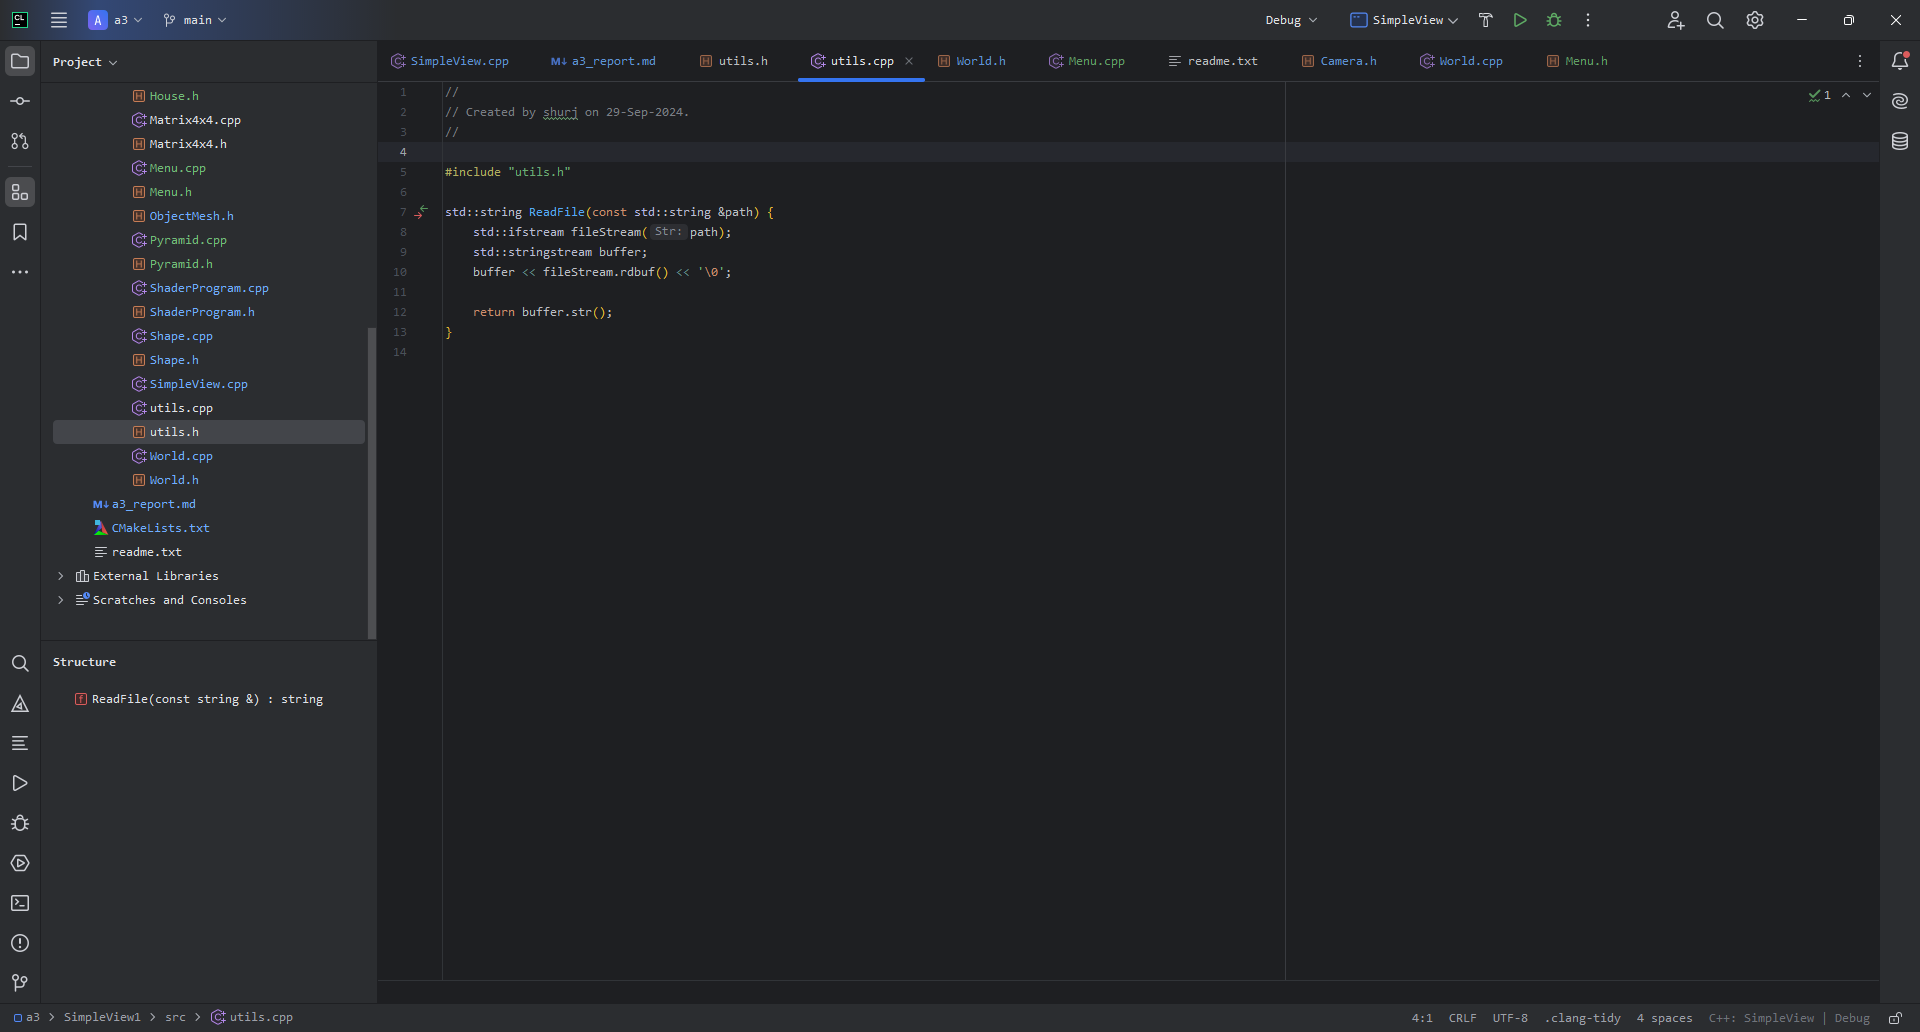 CL
A a3 main
Debug SimpleView
Project
SimpleView.cpp a3_report.md utils.h utils.cpp World.h Menu.cpp readme.txt Camera.h World.cpp Menu.h
House.h
Matrix4x4.cpp
Matrix4x4.h
Menu.cpp
Menu.h
ObjectMesh.h
Pyramid.cpp
Pyramid.h
ShaderProgram.cpp
ShaderProgram.h
Shape.cpp
Shape.h
SimpleView.cpp
utils.cpp
utils.h
World.cpp
World.h
a3_report.md
CMakeLists.txt
readme.txt
External Libraries
Scratches and Consoles
Structure
ReadFile(const string &) : string
1 //
2 // Created by shurj on 29-Sep-2024.
3 //
4
5 #include "utils.h"
6
7 std::string ReadFile(const std::string &path) {
8 std::ifstream fileStream( Str: path);
9 std::stringstream buffer;
10 buffer << fileStream.rdbuf() << '\0';
11
12 return buffer.str();
13 }
14
1
a3 > SimpleView1 > src > utils.cpp
4:1 CRLF UTF-8 .clang-tidy 4 spaces C++: SimpleView | Debug